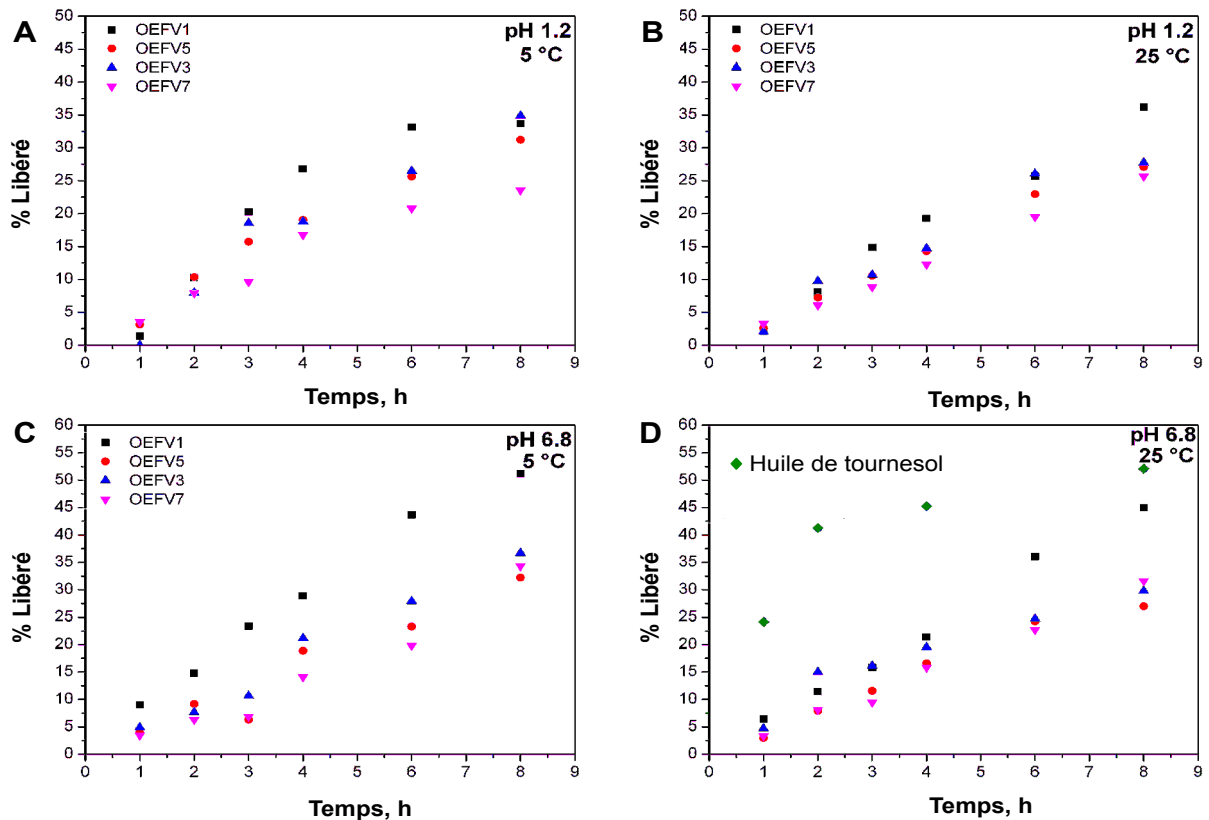 A
OEFV1
OEFV5
OEFV3
OEFV7
pH 1.2
5 °C
50
45
40
35
30
25
20
15
10
5
0
% Libéré
0 1 2 3 4 5 6 7 8 9
Temps, h
B
OEFV1
OEFV5
OEFV3
OEFV7
pH 1.2
25 °C
50
45
40
35
30
25
20
15
10
5
0
% Libéré
0 1 2 3 4 5 6 7 8 9
Temps, h
C
OEFV1
OEFV5
OEFV3
OEFV7
pH 6.8
5 °C
60
55
50
45
40
35
30
25
20
15
10
5
0
% Libéré
0 1 2 3 4 5 6 7 8 9
Temps, h
D
Huile de tournesol
pH 6.8
25 °C
60
55
50
45
40
35
30
25
20
15
10
5
0
% Libéré
0 1 2 3 4 5 6 7 8 9
Temps, h